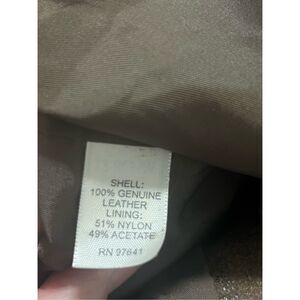 SHELL:
100% GENUINE
LEATHER
LINING:
51% NYLON
49% ACETATE
RN 97641